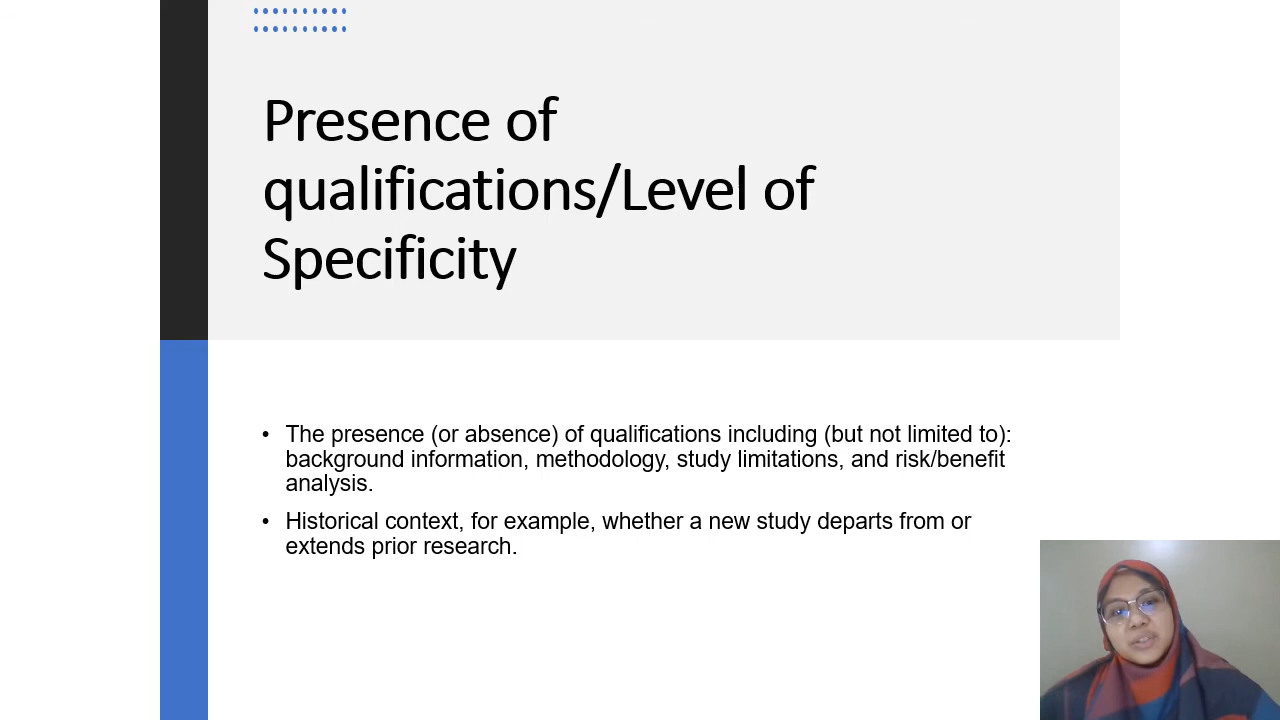 Presence of
qualifications/Level of
Specificity
• The presence (or absence) of qualifications including (but not limited to):
background information, methodology, study limitations, and risk/benefit
analysis.
• Historical context, for example, whether a new study departs from or
extends prior research.